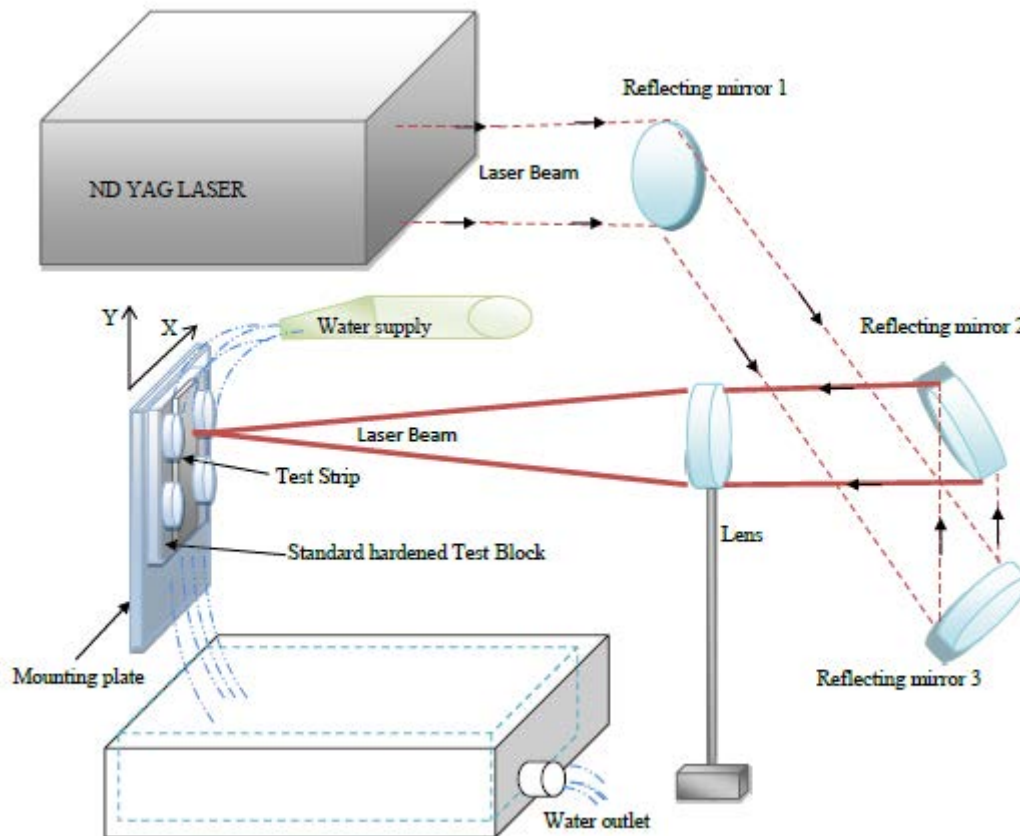 Reflecting mirror 1
Laser Beam
ND YAG LASER
Y
X
Water supply
Reflecting mirror 2
Laser Beam
Test Strip
Lens
Standard hardened Test Block
Mounting plate
Reflecting mirror 3
Water outlet